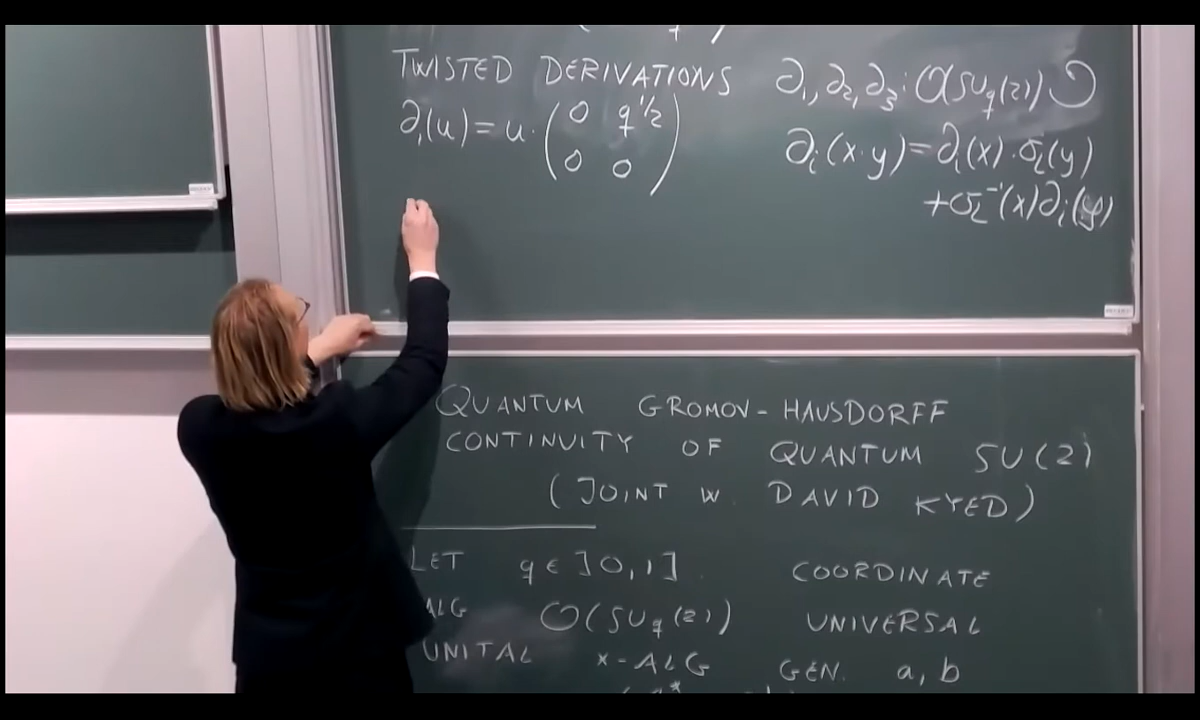 TWISTED DERIVATIONS ∂₁, ∂₂, ∂₃ : O(SU_q(2)) ↺
∂₁(u) = u · (0 q^{1/2} ; 0 0)
∂ᵢ(x·y) = ∂ᵢ(x)·σᵢ(y)
+ σᵢ⁻¹(x)∂ᵢ(y)
QUANTUM GROMOV-HAUSDORFF
CONTINUITY OF QUANTUM SU(2)
(JOINT W. DAVID KYED)
LET q ∈ ]0,1]. COORDINATE
ALG O(SU_q(2)) UNIVERSAL
UNITAL *-ALG GEN. a, b